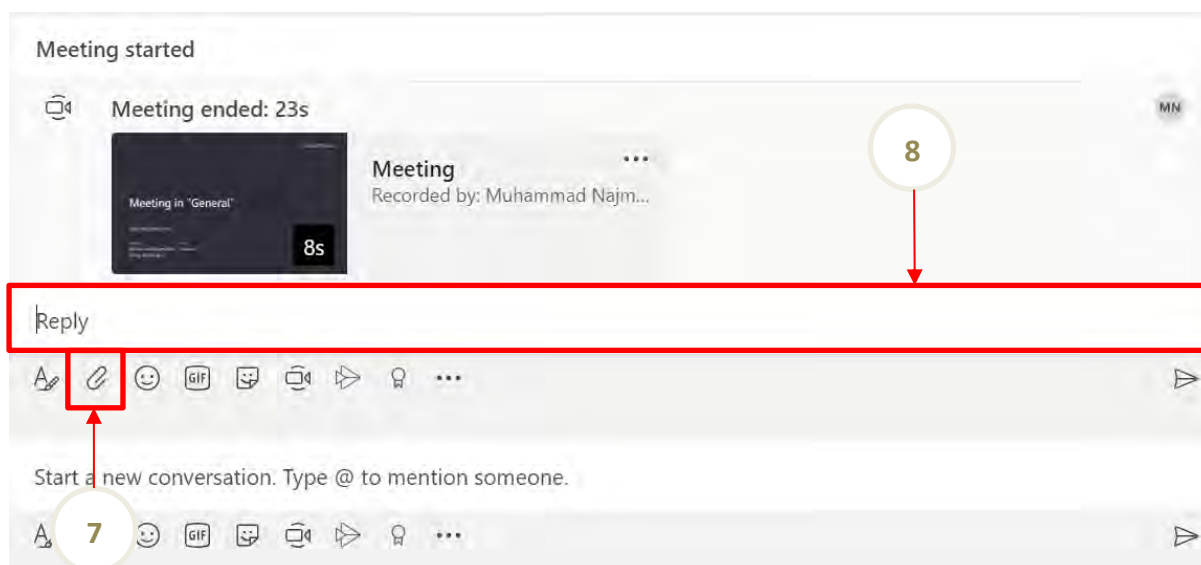 Meeting started
Meeting ended: 23s
MN
8
Meeting
Recorded by: Muhammad Najm...
Meeting in "General"
8s
Reply
GIF
Start a new conversation. Type @ to mention someone.
7
GIF